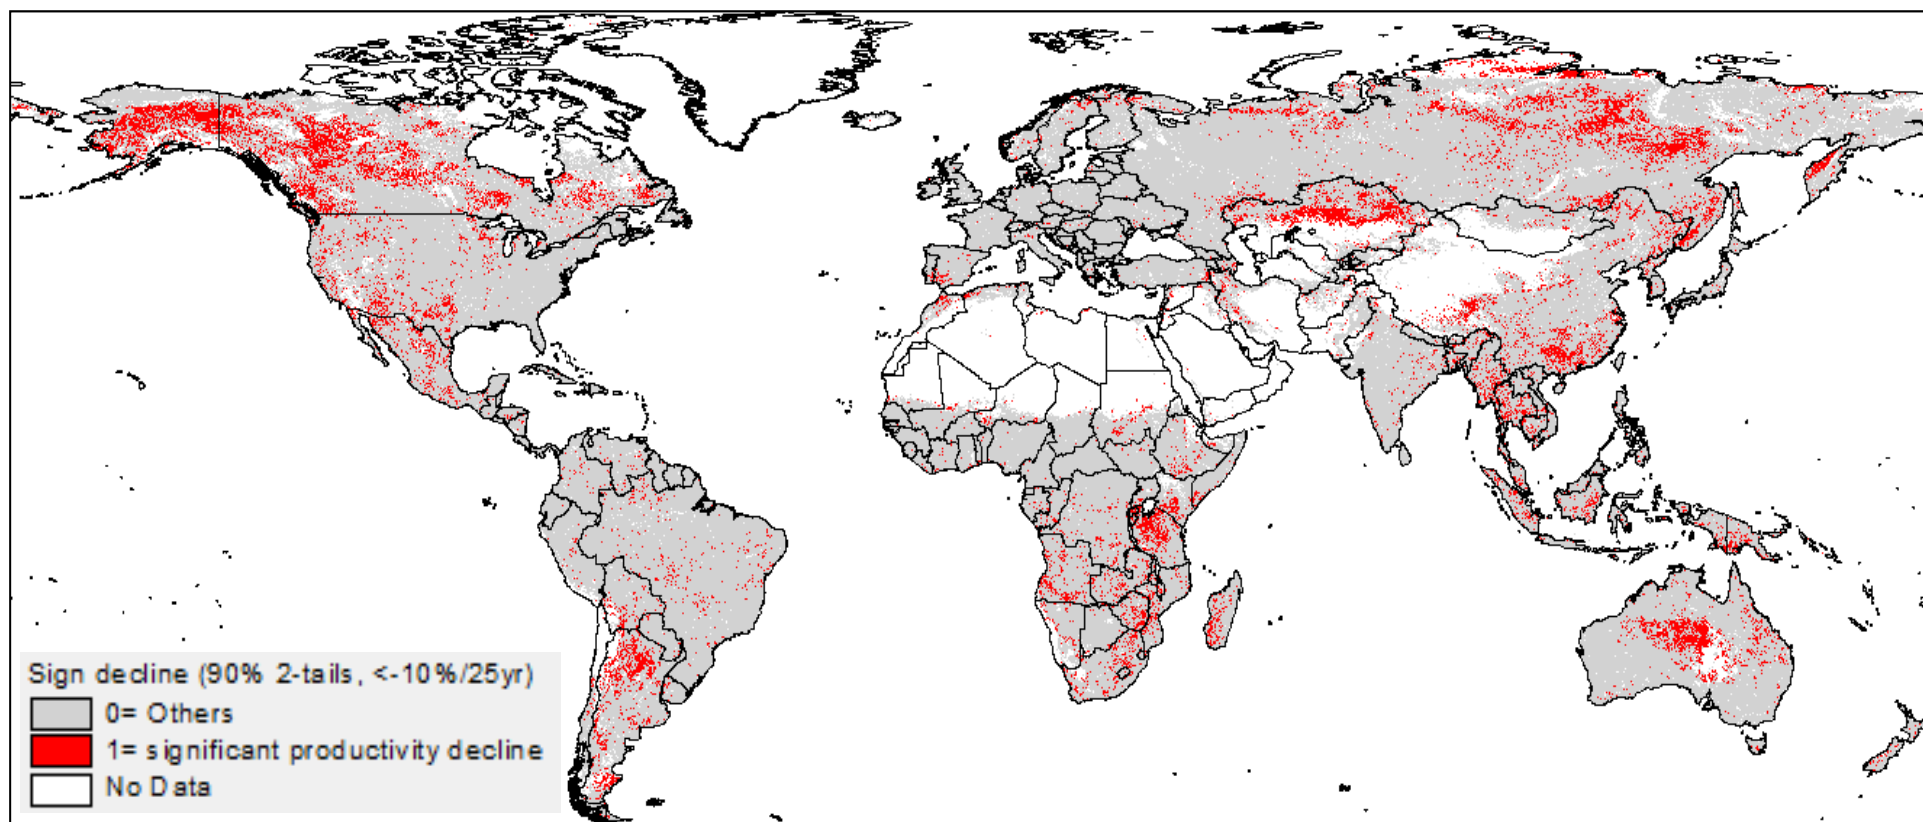 Sign decline (90% 2-tails, <-10%/25yr)
0= Others
1= significant productivity decline
No Data